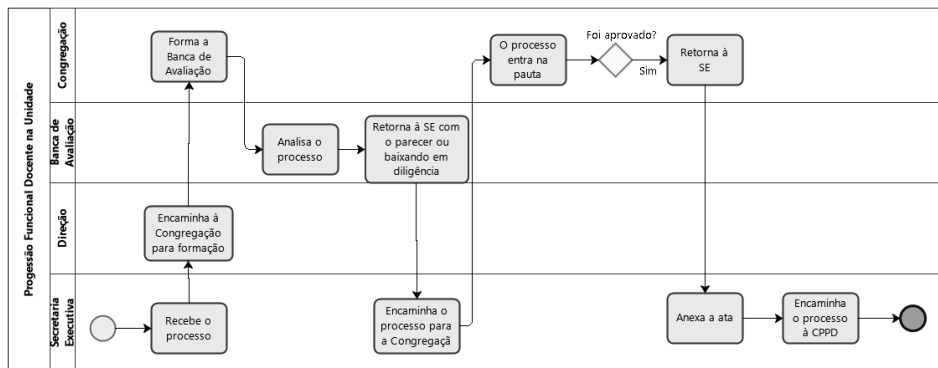 Progessão Funcional Docente na Unidade
Congregação
Forma a
Banca de
Avaliação
O processo
entra na
pauta
Foi aprovado?
Sim
Retorna à
SE
Banca de
Avaliação
Analisa o
processo
Retorna à SE com
o parecer ou
baixando em
diligência
Direção
Encaminha à
Congregação
para formação
Secretaria
Executiva
Recebe o
processo
Encaminha o
processo para
a Congregaçã
Anexa a ata
Encaminha
o processo
à CPPD